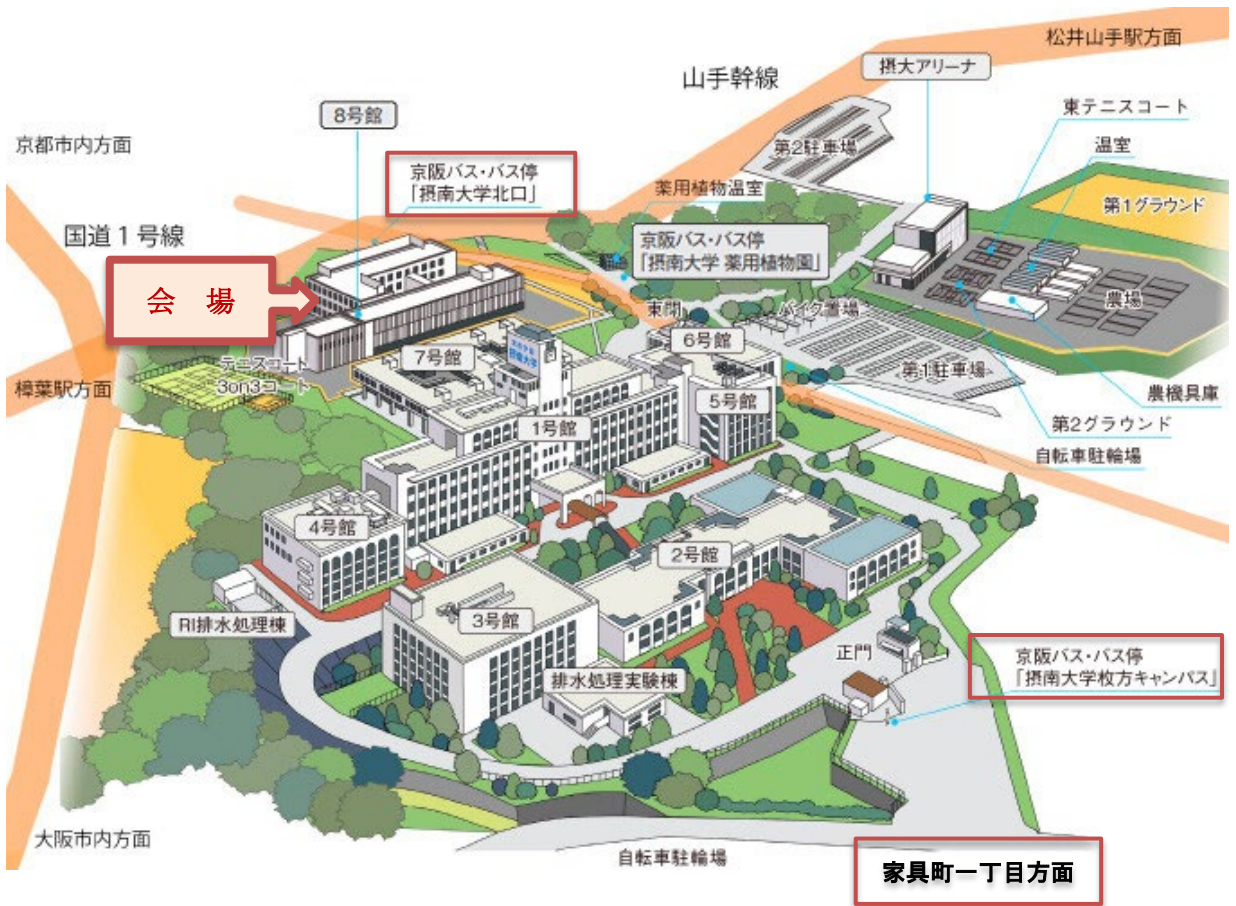 松井山手駅方面
山手幹線
摂大アリーナ
8号館
東テニスコート
京都市内方面
第2駐車場
温室
京阪バス・バス停
「摂南大学北口」
薬用植物温室
第1グラウンド
国道1号線
京阪バス・バス停
「摂南大学 薬用植物園」
会 場
東門
バイク置場
農場
6号館
7号館
摂南大学
テニスコート
3on3コート
第1駐車場
樟葉駅方面
農機具庫
5号館
1号館
第2グラウンド
自転車駐輪場
4号館
2号館
RI排水処理棟
3号館
正門
京阪バス・バス停
「摂南大学枚方キャンパス」
排水処理実験棟
大阪市内方面
自転車駐輪場
家具町一丁目方面